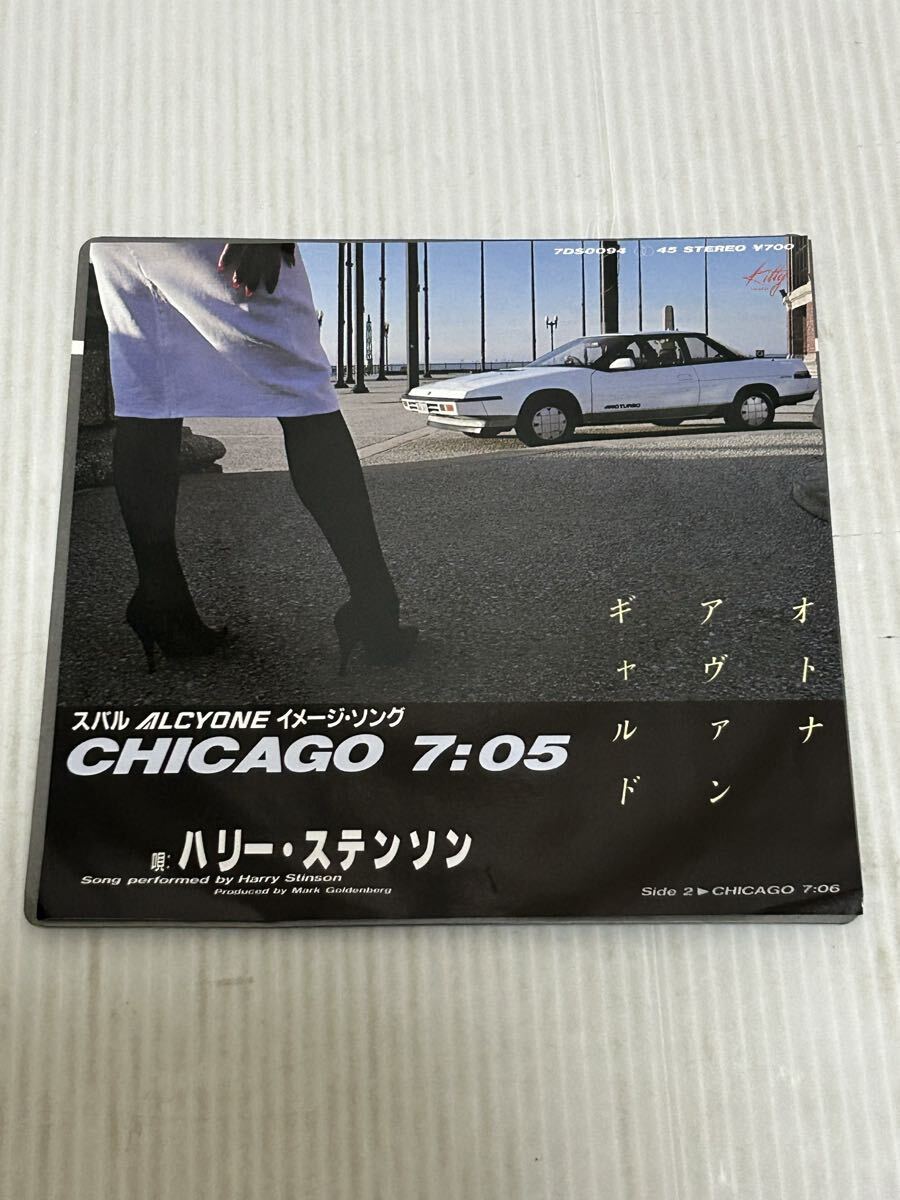 7DS0094 45 STEREO ¥700
Kitty
4WD TURBO
オトナ
アヴァン
ギャルド
スバル ALCYONE イメージ・ソング
CHICAGO 7:05
唄:ハリー・ステンソン
Song performed by Harry Stinson
Produced by Mark Goldenberg
Side 2▶CHICAGO 7:06